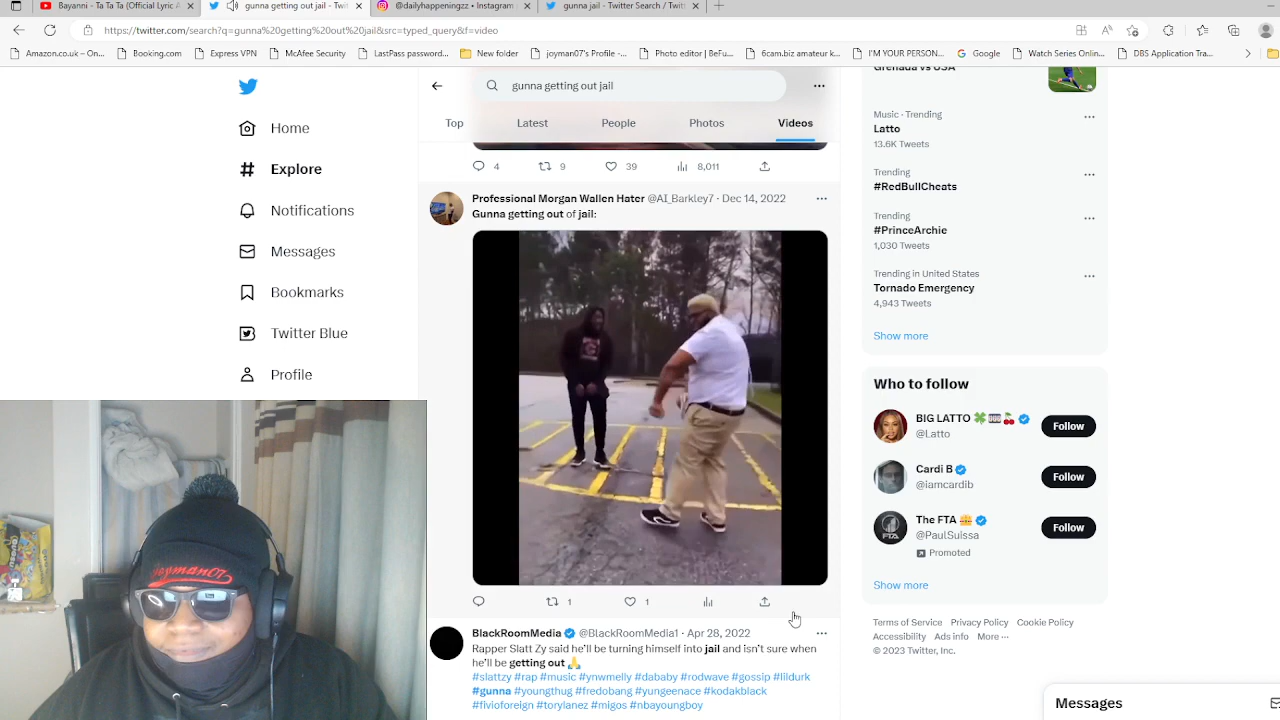 Bayanni - Ta Ta Ta (Official Lyric
gunna getting out jail - Twit
@dailyhappeningzz • Instagram
gunna jail - Twitter Search / Twitt
https://twitter.com/search?q=gunna%20getting%20out%20jail&src=typed_query&f=video
Amazon.co.uk – On...
Booking.com
Express VPN
McAfee Security
LastPass password...
New folder
joyman07's Profile -...
Photo editor | BeFu...
6cam.biz amateur k...
I'M YOUR PERSON...
Google
Watch Series Online...
DBS Application Tra...
gunna getting out jail
Top
Latest
People
Photos
Videos
Home
Explore
Notifications
Messages
Bookmarks
Twitter Blue
Profile
4
9
39
8,011
Professional Morgan Wallen Hater @AI_Barkley7 · Dec 14, 2022
Gunna getting out of jail:
1
1
BlackRoomMedia @BlackRoomMedia1 · Apr 28, 2022
Rapper Slatt Zy said he'll be turning himself into jail and isn't sure when
he'll be getting out 🙏
#slattzy #rap #music #ynwmelly #dababy #rodwave #gossip #lildurk
#gunna #youngthug #fredobang #yungeenace #kodakblack
#fivioforeign #torylanez #migos #nbayoungboy
Grenada vs USA
Music · Trending
Latto
13.6K Tweets
Trending
#RedBullCheats
Trending
#PrinceArchie
1,030 Tweets
Trending in United States
Tornado Emergency
4,943 Tweets
Show more
Who to follow
BIG LATTO 🍀🎰🍒
@Latto
Follow
Cardi B
@iamcardib
Follow
The FTA 🍔
@PaulSuissa
Promoted
Follow
Show more
Terms of Service Privacy Policy Cookie Policy
Accessibility Ads info More ···
© 2023 Twitter, Inc.
Messages